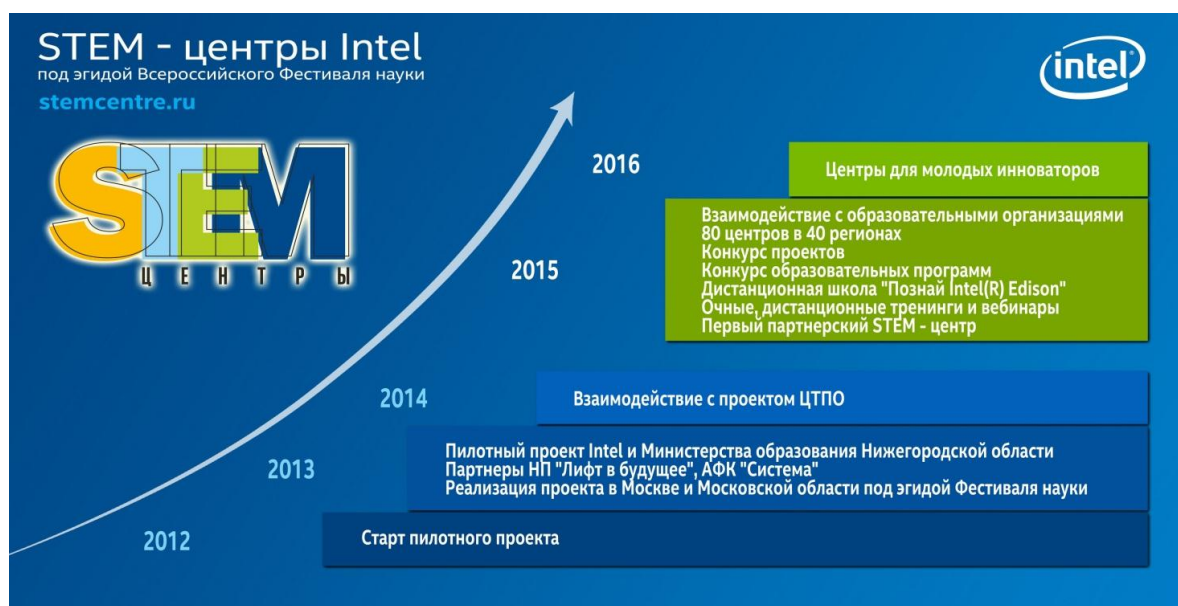 STEM - центры Intel
под эгидой Всероссийского Фестиваля науки
stemcentre.ru
intel
STEM
ЦЕНТРЫ
2016
Центры для молодых инноваторов
2015
Взаимодействие с образовательными организациями
80 центров в 40 регионах
Конкурс проектов
Конкурс образовательных программ
Дистанционная школа "Познай Intel(R) Edison"
Очные, дистанционные тренинги и вебинары
Первый партнерский STEM - центр
2014
Взаимодействие с проектом ЦТПО
2013
Пилотный проект Intel и Министерства образования Нижегородской области
Партнеры НП "Лифт в будущее", АФК "Система"
Реализация проекта в Москве и Московской области под эгидой Фестиваля науки
2012
Старт пилотного проекта